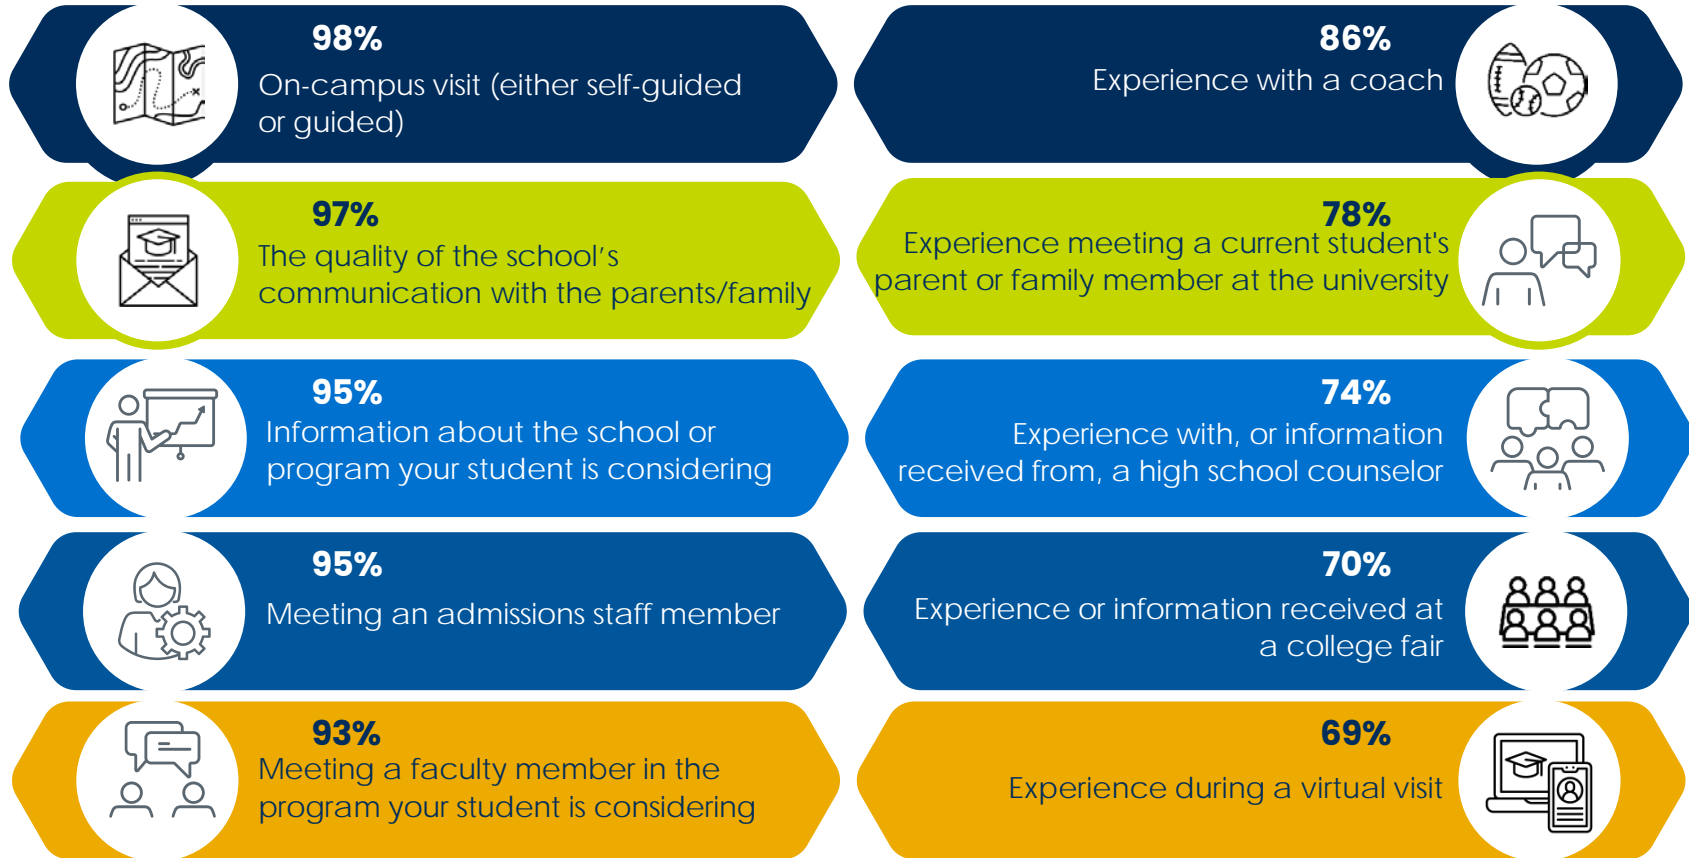 98%
On-campus visit (either self-guided
or guided)
97%
The quality of the school’s
communication with the parents/family
95%
Information about the school or
program your student is considering
95%
Meeting an admissions staff member
93%
Meeting a faculty member in the
program your student is considering
86%
Experience with a coach
78%
Experience meeting a current student's
parent or family member at the university
74%
Experience with, or information
received from, a high school counselor
70%
Experience or information received at
a college fair
69%
Experience during a virtual visit